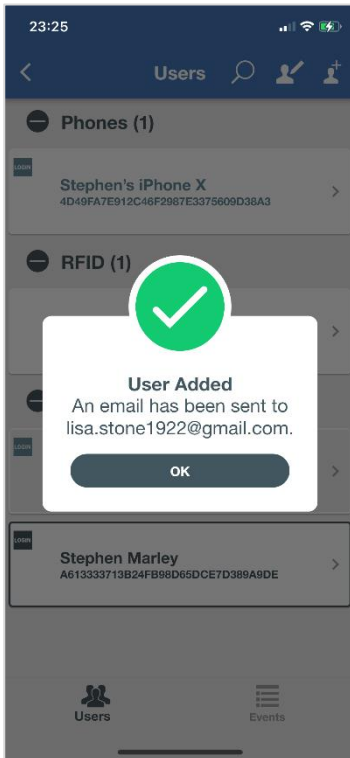 23:25
Users
Phones (1)
LOGIN
Stephen's iPhone X
4D49FA7E912C46F2987E3375609D38A3
RFID (1)
User Added
An email has been sent to
lisa.stone1922@gmail.com.
OK
LOGIN
LOGIN
Stephen Marley
A613333713B24FB98D65DCE7D389A9DE
Users
Events